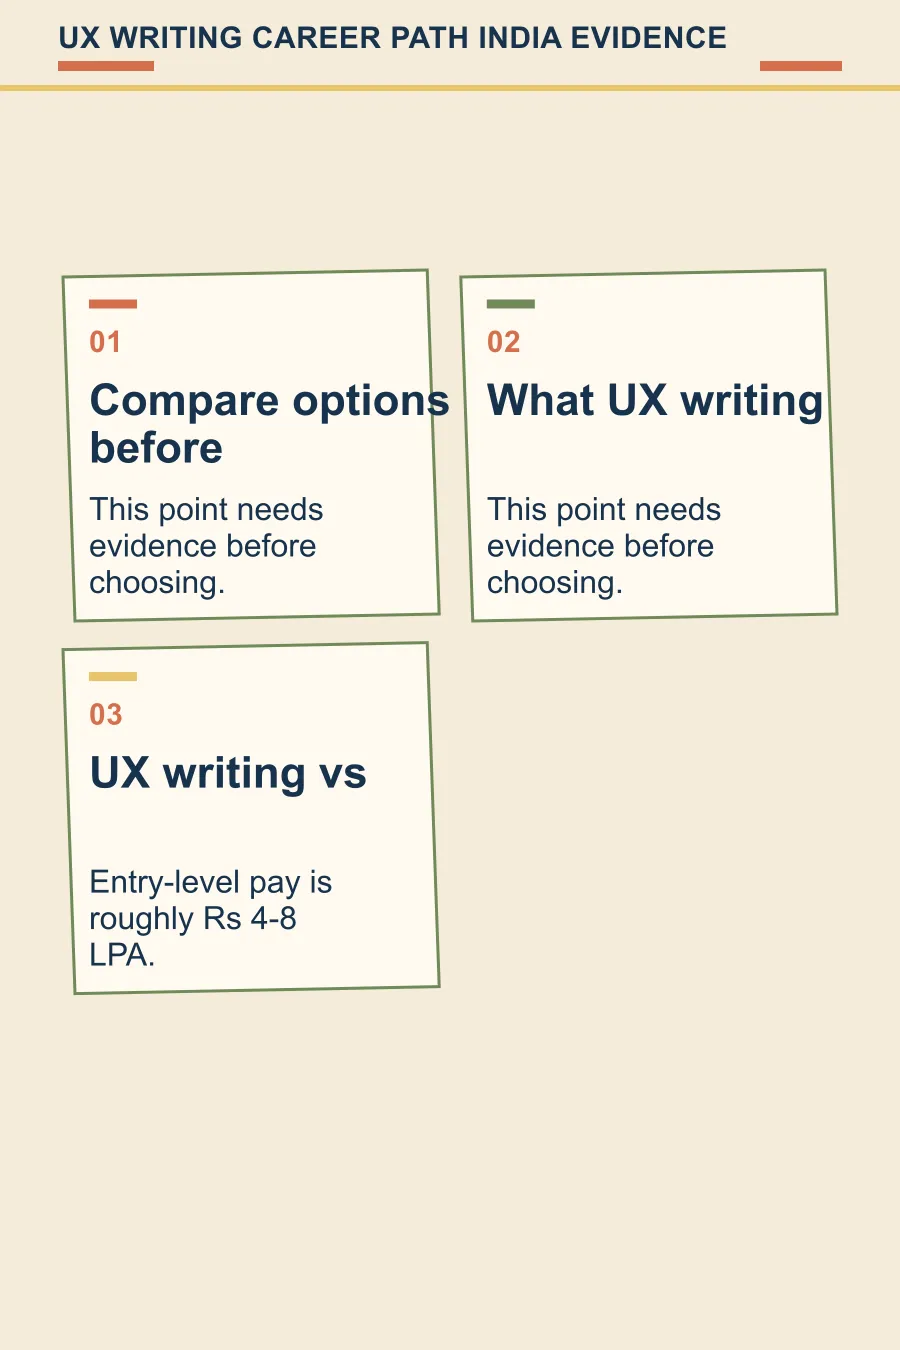 UX WRITING CAREER PATH INDIA EVIDENCE
01
Compare options
before
This point needs
evidence before
choosing.
02
What UX writing
This point needs
evidence before
choosing.
03
UX writing vs
Entry-level pay is
roughly Rs 4-8
LPA.